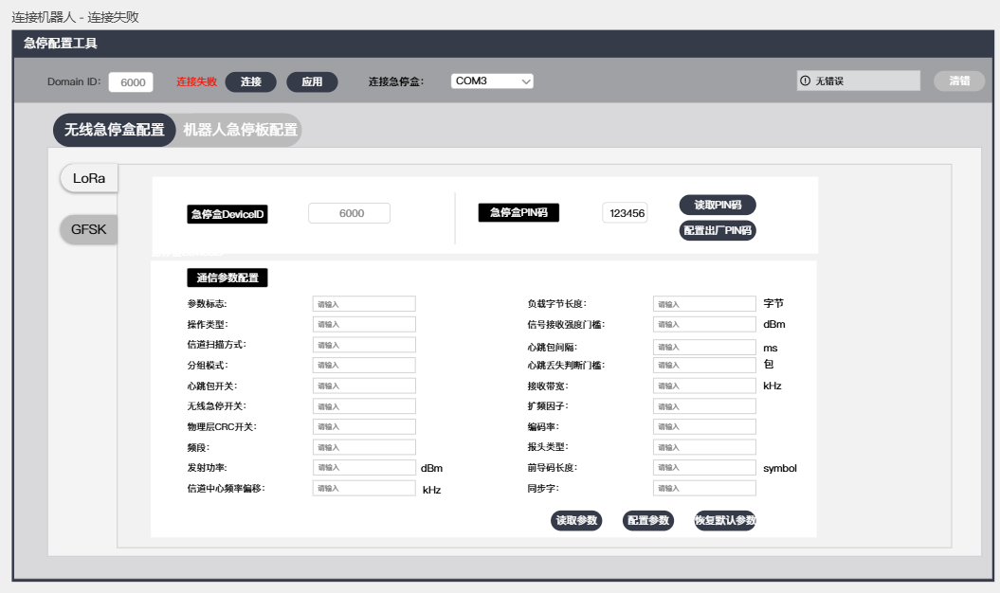 连接机器人 - 连接失败
急停配置工具
Domain ID: 6000 连接失败 连接 应用 连接急停盒: COM3 无错误 清错
无线急停盒配置 机器人急停板配置
LoRa
GFSK
急停盒DeviceID 6000 急停盒PIN码 123456 读取PIN码
配置出厂PIN码
通信参数配置
参数标志: 请输入 负载字节长度: 请输入 字节
操作类型: 请输入 信号接收强度门槛: 请输入 dBm
信道扫描方式: 请输入 心跳包间隔: 请输入 ms
分组模式: 请输入 心跳丢失判断门槛: 请输入 包
心跳包开关: 请输入 接收带宽: 请输入 kHz
无线急停开关: 请输入 扩频因子: 请输入
物理层CRC开关: 请输入 编码率: 请输入
频段: 请输入 报头类型: 请输入
发射功率: 请输入 dBm 前导码长度: 请输入 symbol
信道中心频率偏移: 请输入 kHz 同步字: 请输入
读取参数 配置参数 恢复默认参数